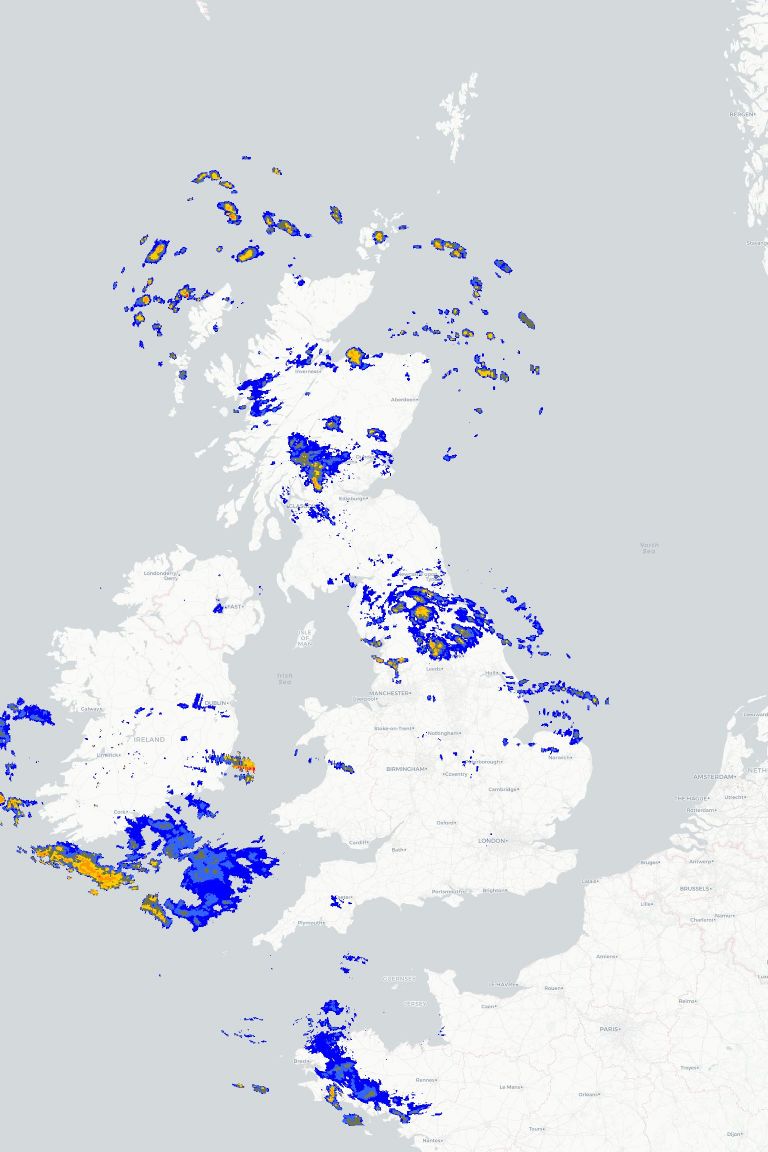 BERGEN
Inverness
Aberdeen
Edinburgh
North
Sea
Londonderry/
Derry
ISLE
OF
MAN
Leeds
Hull
Irish
Sea
MANCHESTER
Liverpool
Galway
DUBLIN
Stoke-on-Trent
Nottingham
IRELAND
Limerick
Norwich
BIRMINGHAM
Coventry
Cambridge
AMSTERDAM
THE HAGUE
Utrecht
Rotterdam
Cork
Oxford
LONDON
Cardiff
Bath
Bruges
Antwerp
Calais
BRUSSELS
Portsmouth
Brighton
Lille
Namur
Charleroi
Plymouth
Amiens
GUERNSEY
LE HAVRE
Rouen
JERSEY
Caen
Reims
PARIS
Brest
Troyes
Rennes
Le Mans
Orléans
Tours
Nantes
Dijon